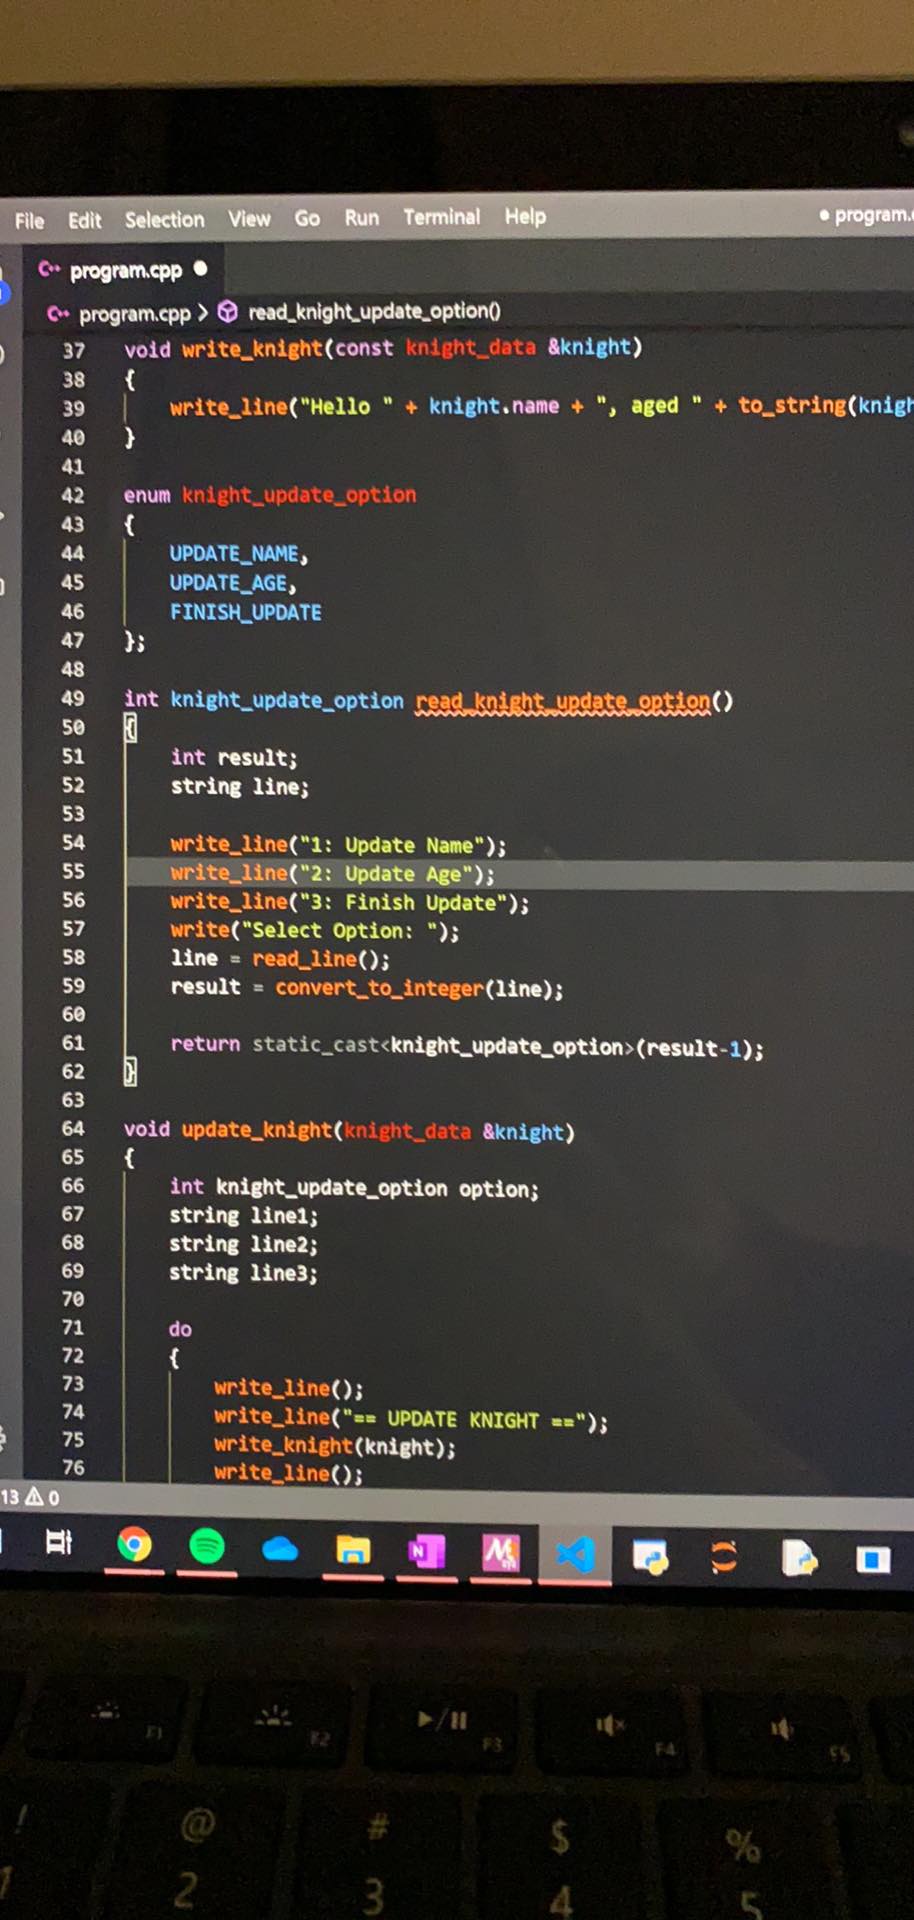 File Edit Selection View Go Run Terminal Help ● program.
program.cpp ●
program.cpp > read_knight_update_option()
37 void write_knight(const knight_data &knight)
38 {
39 write_line("Hello " + knight.name + ", aged " + to_string(knigh
40 }
41
42 enum knight_update_option
43 {
44 UPDATE_NAME,
45 UPDATE_AGE,
46 FINISH_UPDATE
47 };
48
49 int knight_update_option read_knight_update_option()
50 {
51 int result;
52 string line;
53
54 write_line("1: Update Name");
55 write_line("2: Update Age");
56 write_line("3: Finish Update");
57 write("Select Option: ");
58 line = read_line();
59 result = convert_to_integer(line);
60
61 return static_cast<knight_update_option>(result-1);
62 }
63
64 void update_knight(knight_data &knight)
65 {
66 int knight_update_option option;
67 string line1;
68 string line2;
69 string line3;
70
71 do
72 {
73 write_line();
74 write_line("== UPDATE KNIGHT ==");
75 write_knight(knight);
76 write_line();
13 0
N M
F1 F2 F3 F4 F5
! @ # $ %
1 2 3 4 5